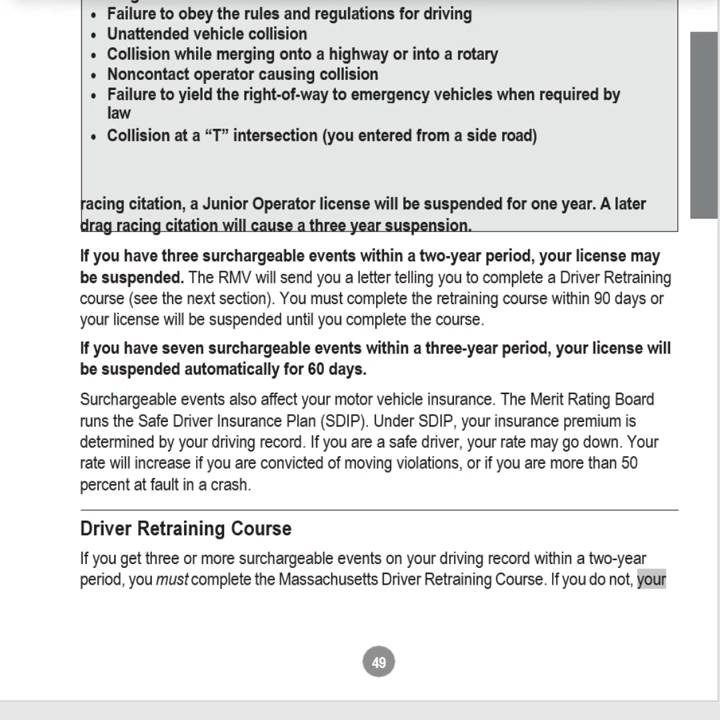 • Failure to obey the rules and regulations for driving
• Unattended vehicle collision
• Collision while merging onto a highway or into a rotary
• Noncontact operator causing collision
• Failure to yield the right-of-way to emergency vehicles when required by
law
• Collision at a “T” intersection (you entered from a side road)
racing citation, a Junior Operator license will be suspended for one year. A later
drag racing citation will cause a three year suspension.
If you have three surchargeable events within a two-year period, your license may
be suspended. The RMV will send you a letter telling you to complete a Driver Retraining
course (see the next section). You must complete the retraining course within 90 days or
your license will be suspended until you complete the course.
If you have seven surchargeable events within a three-year period, your license will
be suspended automatically for 60 days.
Surchargeable events also affect your motor vehicle insurance. The Merit Rating Board
runs the Safe Driver Insurance Plan (SDIP). Under SDIP, your insurance premium is
determined by your driving record. If you are a safe driver, your rate may go down. Your
rate will increase if you are convicted of moving violations, or if you are more than 50
percent at fault in a crash.
Driver Retraining Course
If you get three or more surchargeable events on your driving record within a two-year
period, you must complete the Massachusetts Driver Retraining Course. If you do not, your
49